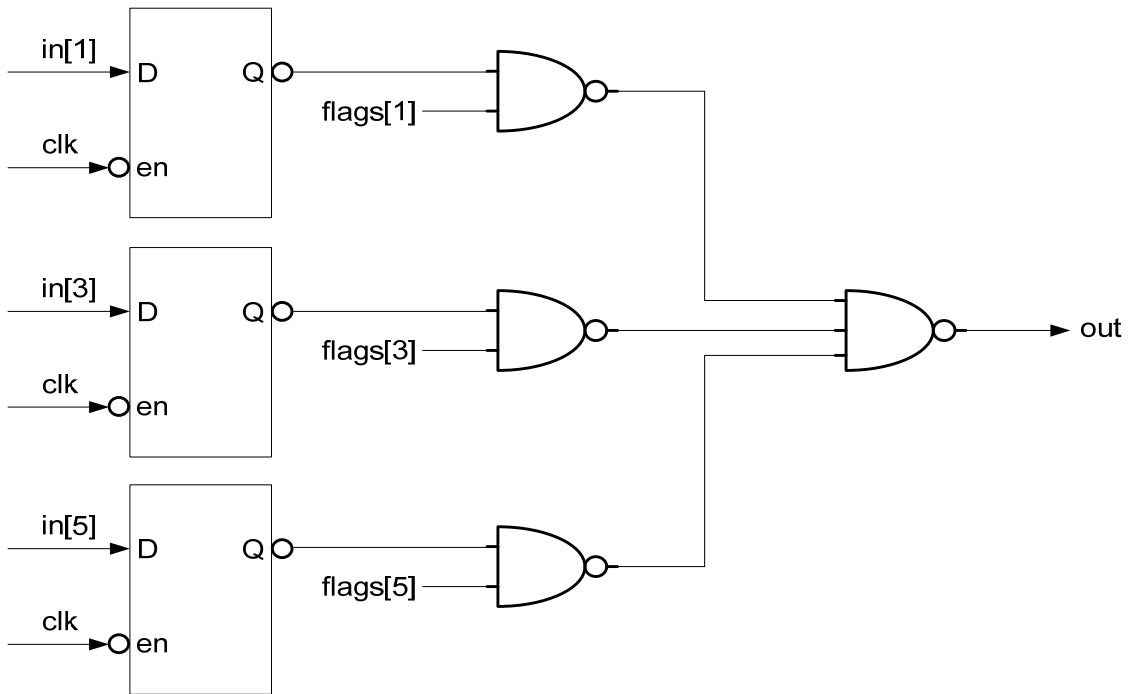 in[1]
D Q
flags[1]
clk
en
in[3]
D Q
flags[3]
out
clk
en
in[5]
D Q
flags[5]
clk
en